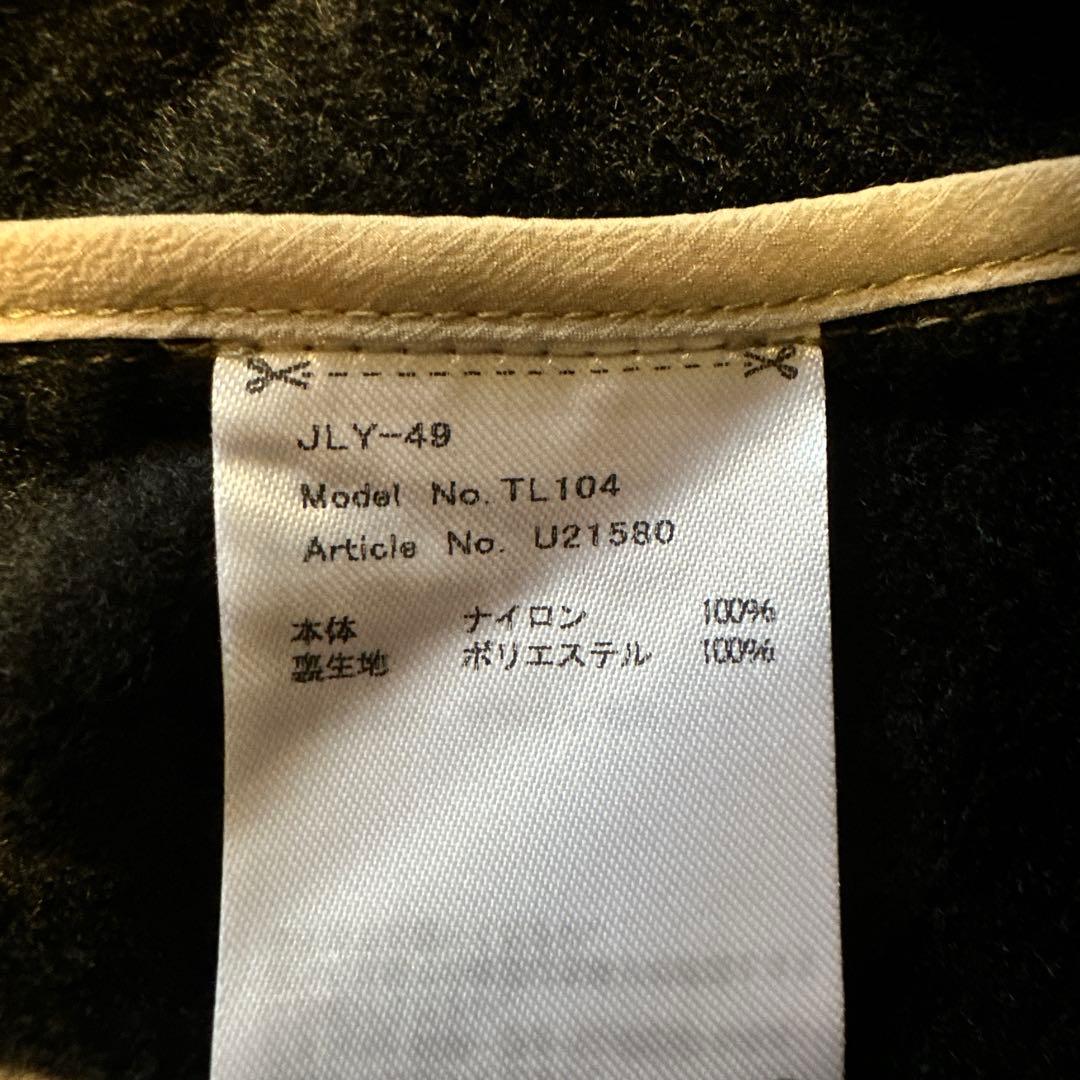 JLY-49
Model No. TL104
Article No. U21580
本体 ナイロン 100%
裏生地 ポリエステル 100%